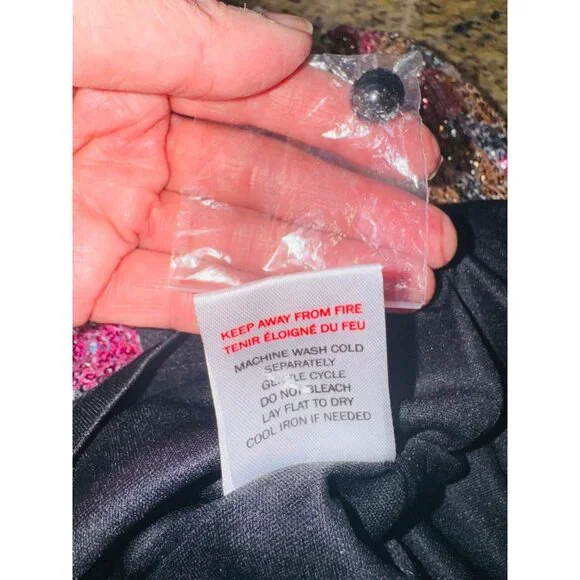 KEEP AWAY FROM FIRE
TENIR ÉLOIGNÉ DU FEU
MACHINE WASH COLD
SEPARATELY
GENTLE CYCLE
DO NOT BLEACH
LAY FLAT TO DRY
COOL IRON IF NEEDED